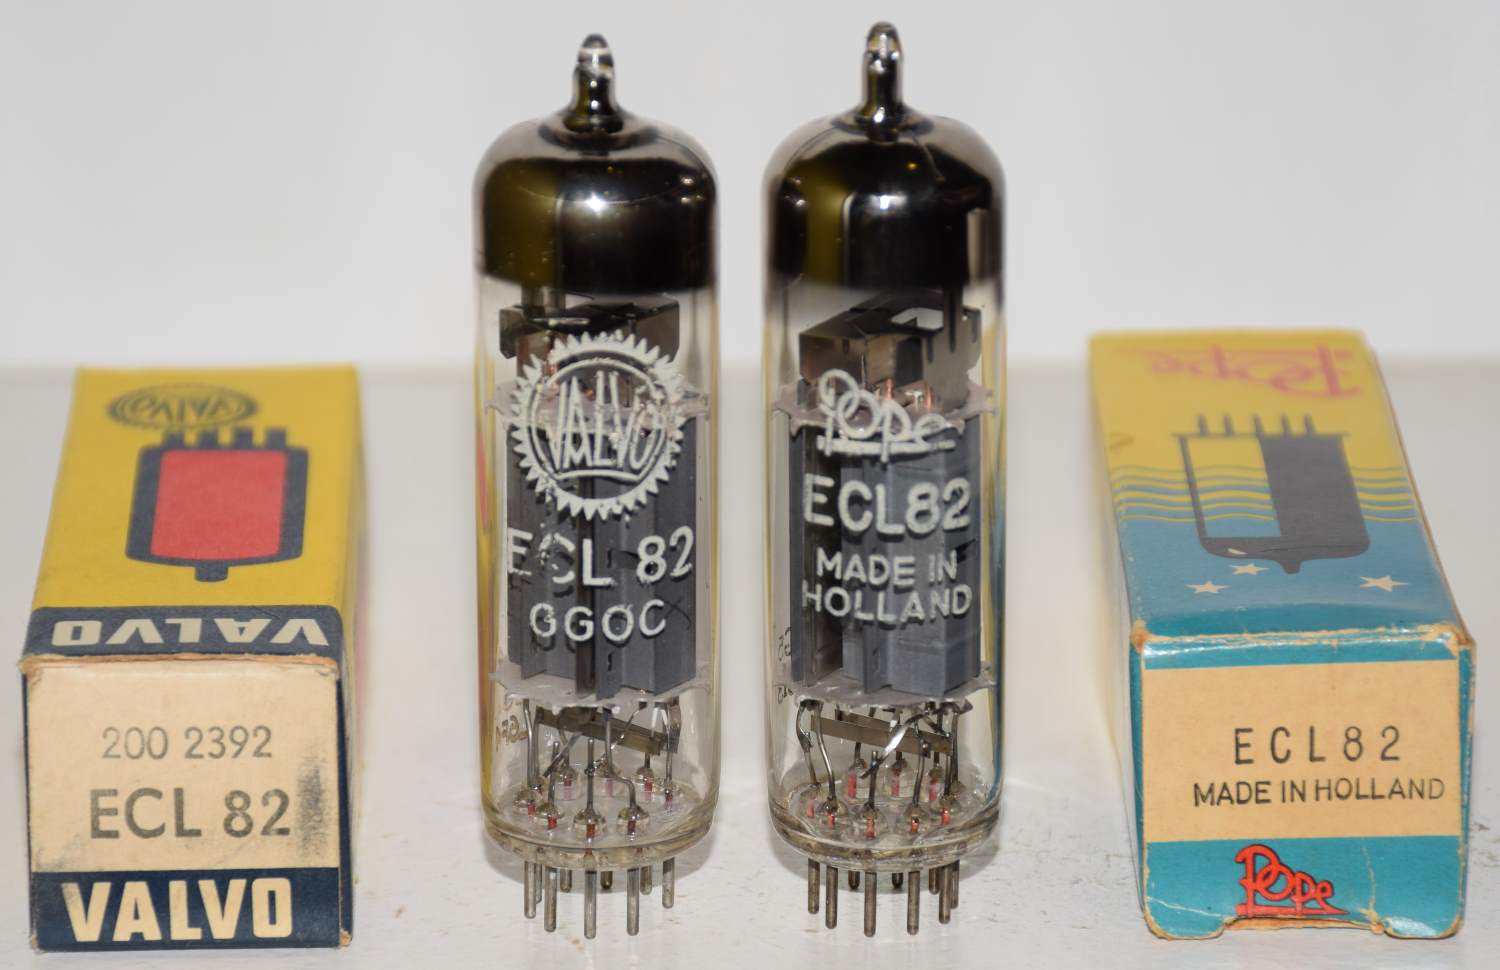 VALVO
VALVO
200 2392
ECL 82
VALVO
VALVO
ECL 82
GGOC
Pope
ECL82
MADE IN
HOLLAND
Pope
ECL82
MADE IN HOLLAND
Pope